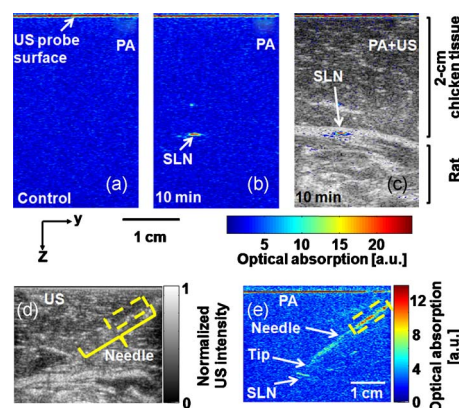 US probe
surface
PA
Control
(a)
PA
SLN
10 min
(b)
PA+US
SLN
10 min
(c)
2-cm
chicken tissue
Rat
y
Z
1 cm
5 10 15 20
Optical absorption [a.u.]
US
Needle
(d)
1
0
Normalized
US Intensity
PA
Needle
Tip
SLN
(e)
1 cm
12
8
4
0
Optical absorption
[a.u.]